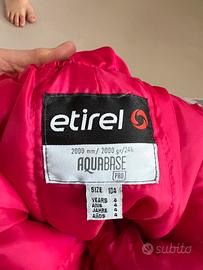 etirel
2000 mm/ 2000 gr/24h
AQUABASE
PRO
SIZE 104
YEARS 4
ANS 4
JAHRE 4
AÑOS 4
subito